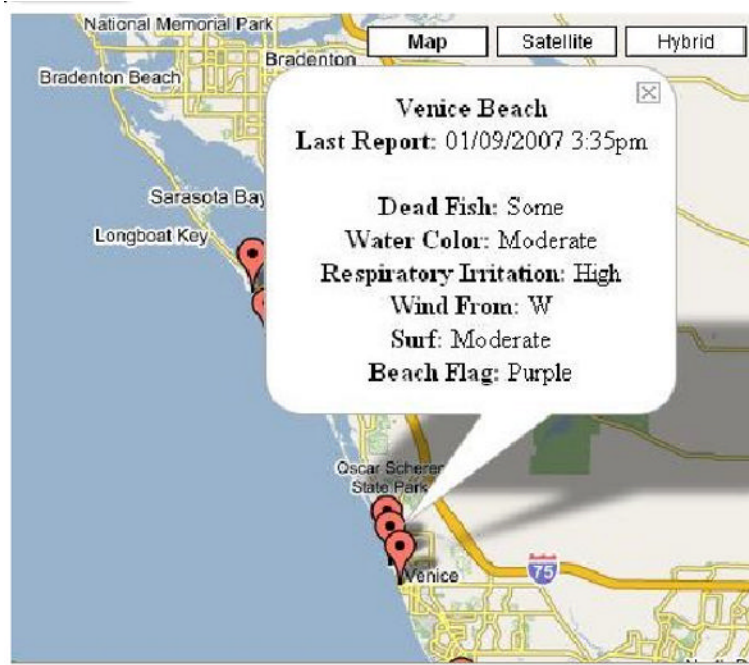 National Memorial Park
Map
Satellite
Hybrid
Bradenton
Bradenton Beach
Venice Beach
Last Report: 01/09/2007 3:35pm
Dead Fish: Some
Water Color: Moderate
Respiratory Irritation: High
Wind From: W
Surf: Moderate
Beach Flag: Purple
Sarasota Bay
Longboat Key
Oscar Scherer
State Park
Venice
75